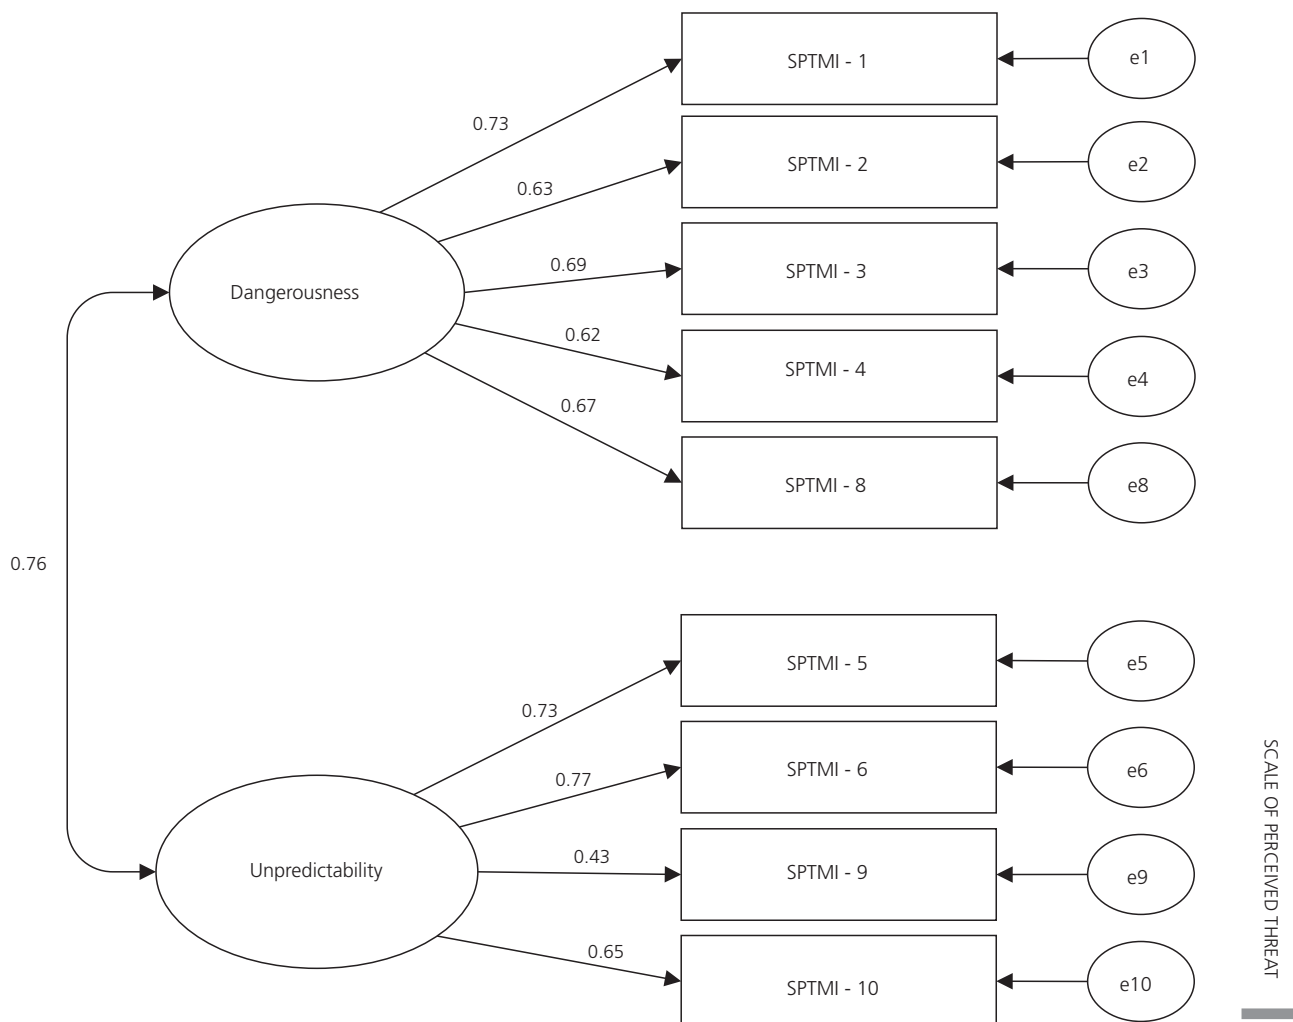 SPTMI - 1
e1
0.73
SPTMI - 2
e2
0.63
SPTMI - 3
e3
0.69
Dangerousness
0.62
SPTMI - 4
e4
0.67
SPTMI - 8
e8
0.76
SPTMI - 5
e5
0.73
SPTMI - 6
e6
0.77
0.43
SPTMI - 9
e9
Unpredictability
0.65
SPTMI - 10
e10
SCALE OF PERCEIVED THREAT